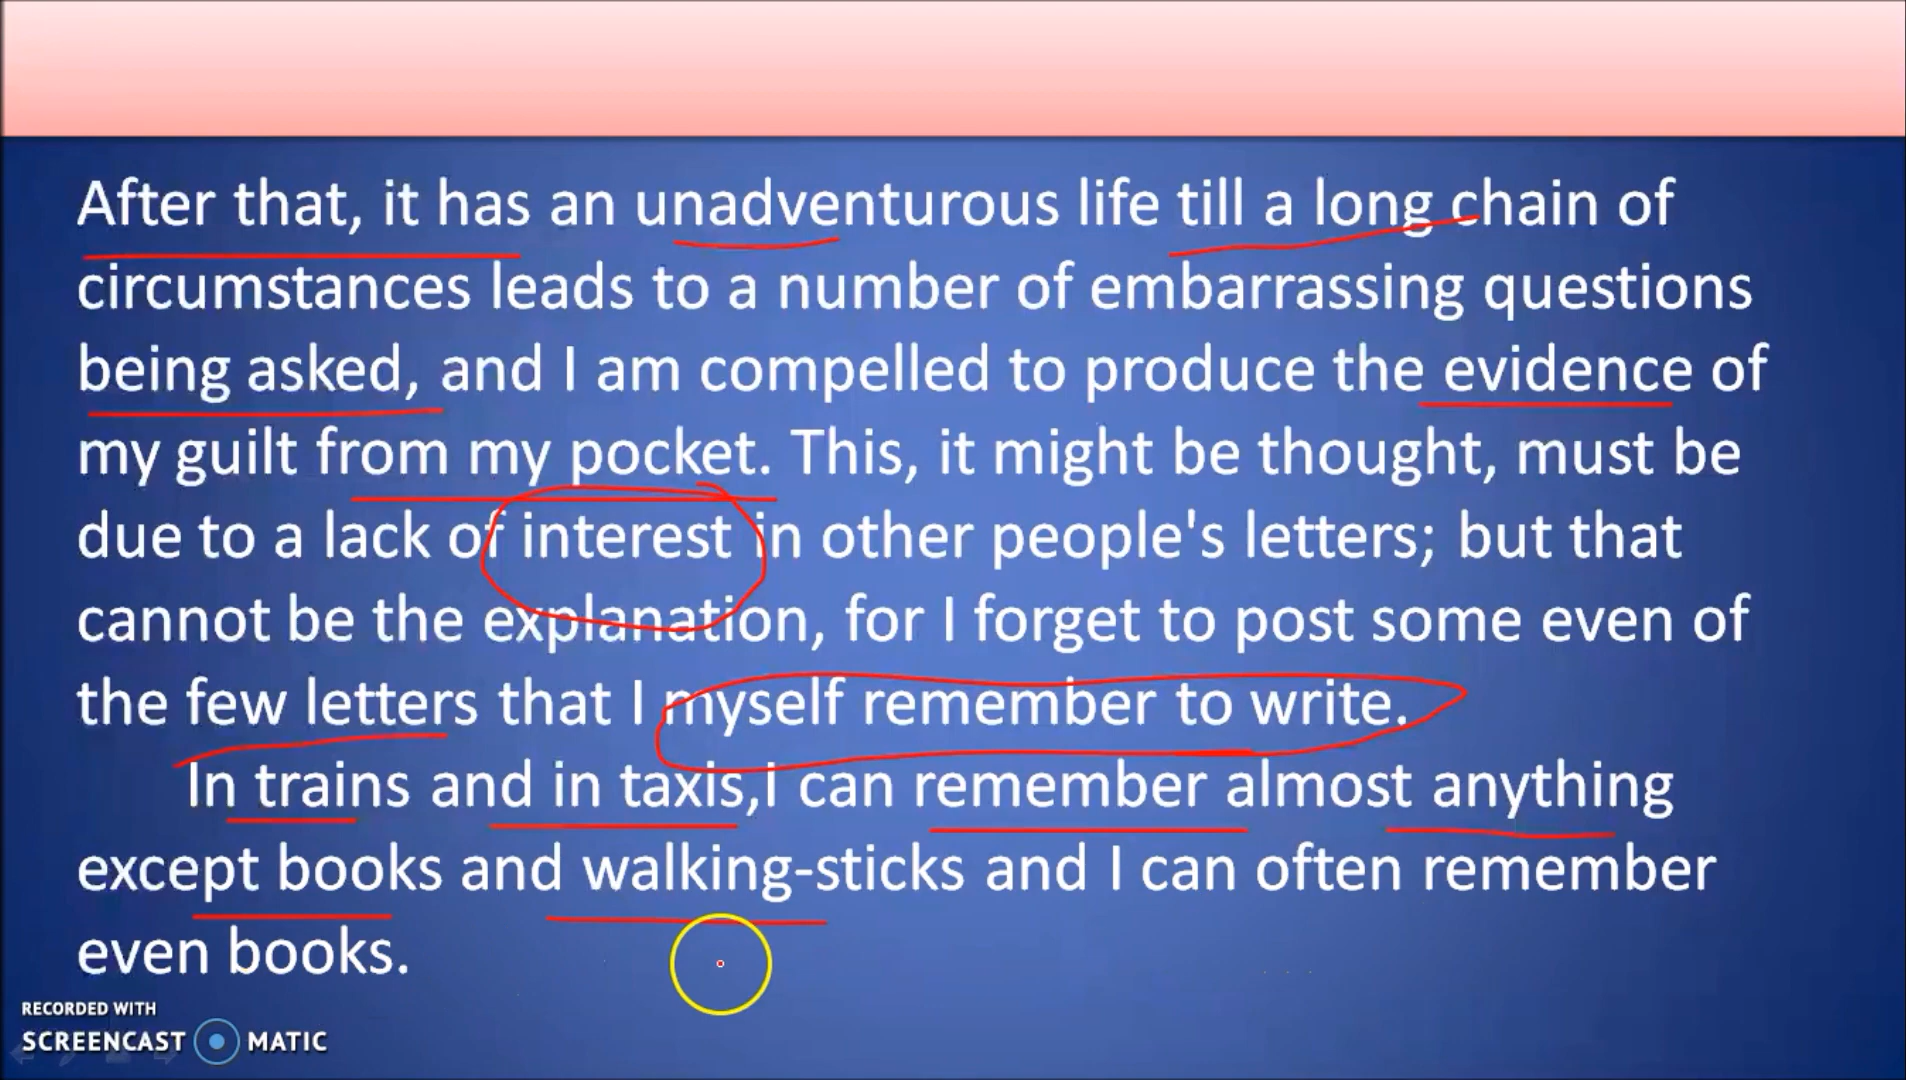 After that, it has an unadventurous life till a long chain of
circumstances leads to a number of embarrassing questions
being asked, and I am compelled to produce the evidence of
my guilt from my pocket. This, it might be thought, must be
due to a lack of interest in other people's letters; but that
cannot be the explanation, for I forget to post some even of
the few letters that I myself remember to write.
In trains and in taxis,I can remember almost anything
except books and walking-sticks and I can often remember
even books.
RECORDED WITH
SCREENCAST MATIC